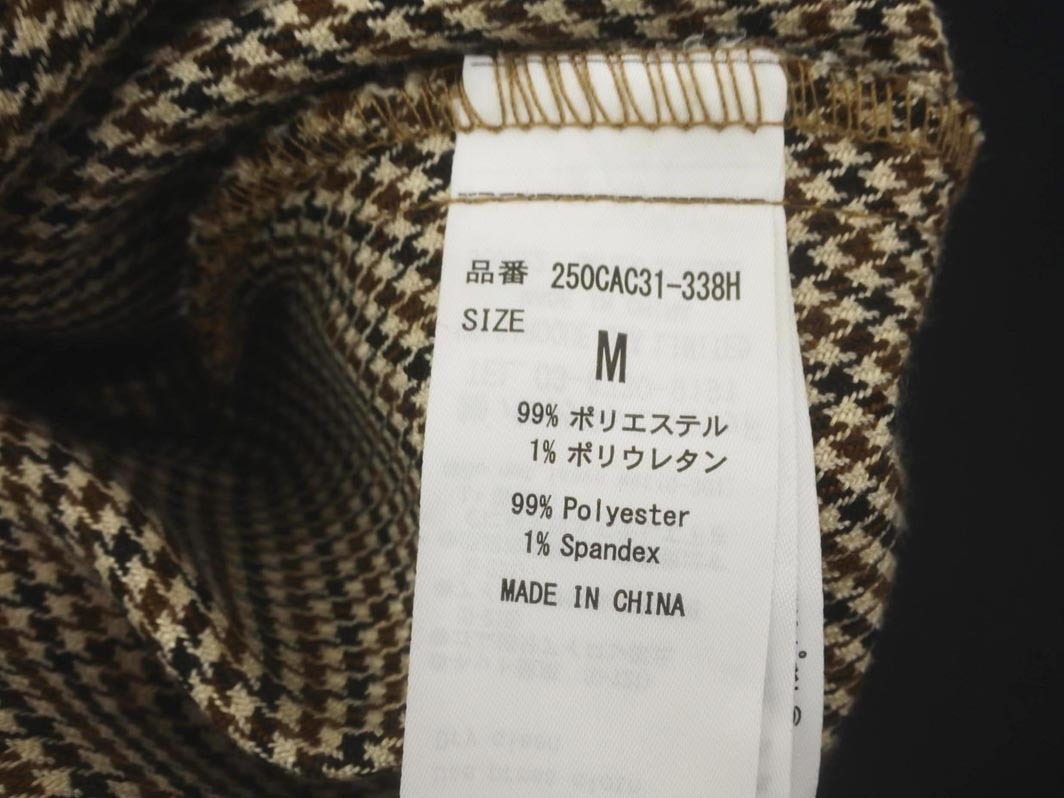 品番 250CAC31-338H
SIZE
M
99% ポリエステル
1% ポリウレタン
99% Polyester
1% Spandex
MADE IN CHINA